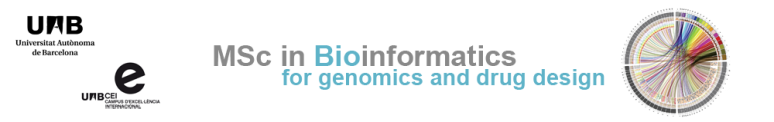 UAB
Universitat Autònoma
de Barcelona
UAB CEI
CAMPUS D'EXCEL·LÈNCIA
INTERNACIONAL
MSc in Bioinformatics
for genomics and drug design